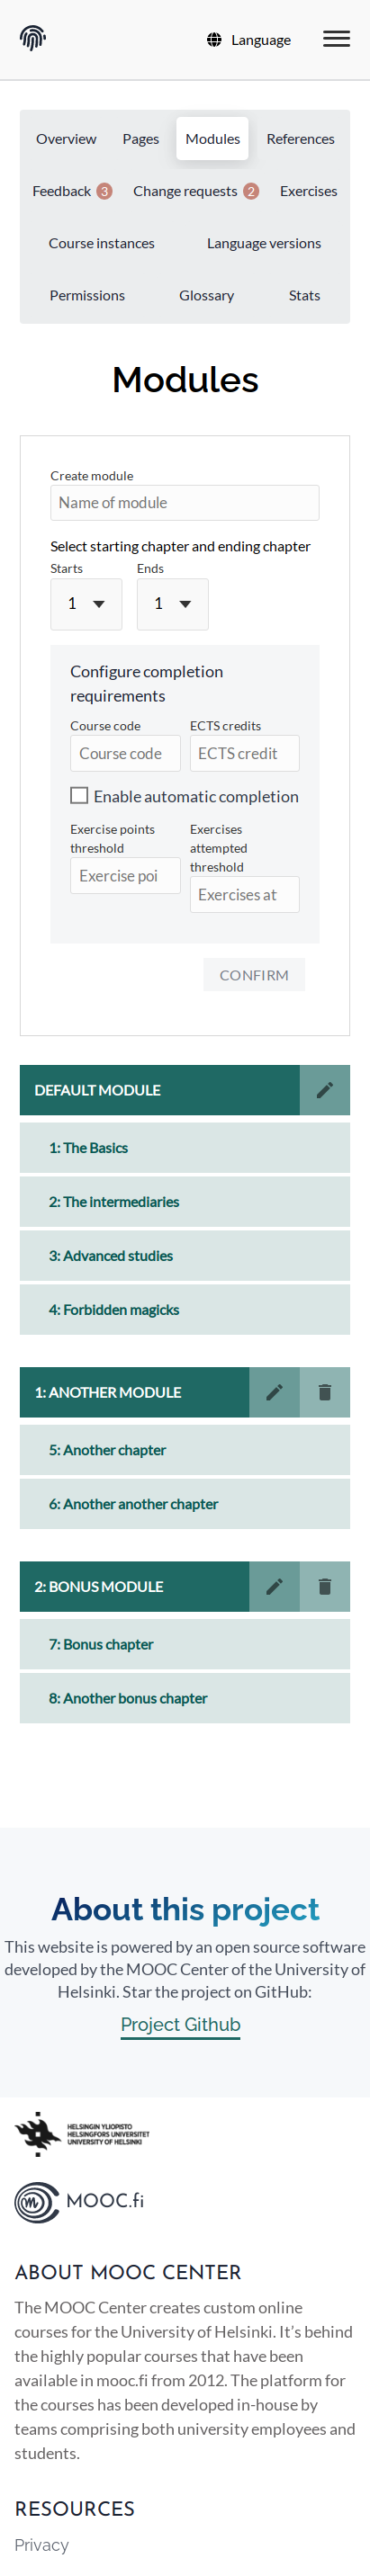 Language
Overview Pages Modules References
Feedback 3 Change requests 2 Exercises
Course instances Language versions
Permissions Glossary Stats
Modules
Create module
Name of module
Select starting chapter and ending chapter
Starts Ends
1 1
Configure completion
requirements
Course code ECTS credits
Course code ECTS credit
Enable automatic completion
Exercise points
threshold
Exercise poi
Exercises
attempted
threshold
Exercises at
CONFIRM
DEFAULT MODULE
1: The Basics
2: The intermediaries
3: Advanced studies
4: Forbidden magicks
1: ANOTHER MODULE
5: Another chapter
6: Another another chapter
2: BONUS MODULE
7: Bonus chapter
8: Another bonus chapter
About this project
This website is powered by an open source software
developed by the MOOC Center of the University of
Helsinki. Star the project on GitHub:
Project Github
HELSINGIN YLIOPISTO
HELSINGFORS UNIVERSITET
UNIVERSITY OF HELSINKI
MOOC.fi
ABOUT MOOC CENTER
The MOOC Center creates custom online
courses for the University of Helsinki. It’s behind
the highly popular courses that have been
available in mooc.fi from 2012. The platform for
the courses has been developed in-house by
teams comprising both university employees and
students.
RESOURCES
Privacy